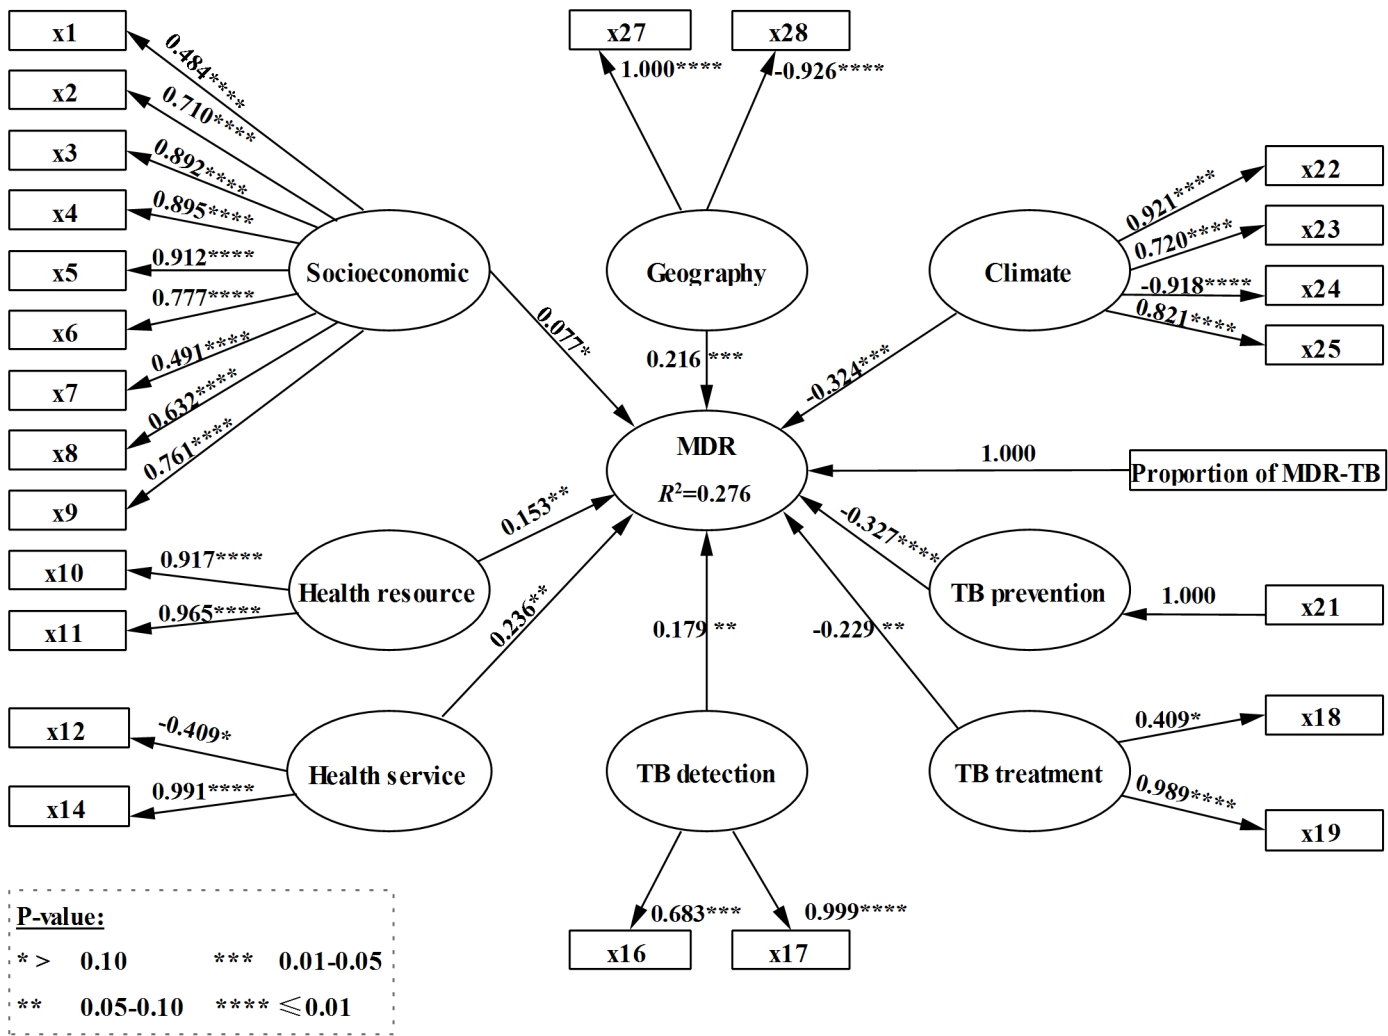 x1
x2
x3
x4
x5
x6
x7
x8
x9
x10
x11
x12
x14
0.484****
0.710****
0.892****
0.895****
0.912****
0.777****
0.491****
0.632****
0.761****
0.917****
0.965****
-0.409*
0.991****
Socioeconomic
Health resource
Health service
0.077*
0.153**
0.236**
x27
x28
1.000****
-0.926****
Geography
0.216 ***
MDR
R²=0.276
0.179 **
TB detection
0.683***
0.999****
x16
x17
Climate
0.921****
0.720****
-0.918****
0.821****
x22
x23
x24
x25
-0.324***
1.000
Proportion of MDR-TB
-0.327****
TB prevention
1.000
x21
-0.229 **
TB treatment
0.409*
0.989****
x18
x19
P-value:
* > 0.10 *** 0.01-0.05
** 0.05-0.10 **** ≤0.01